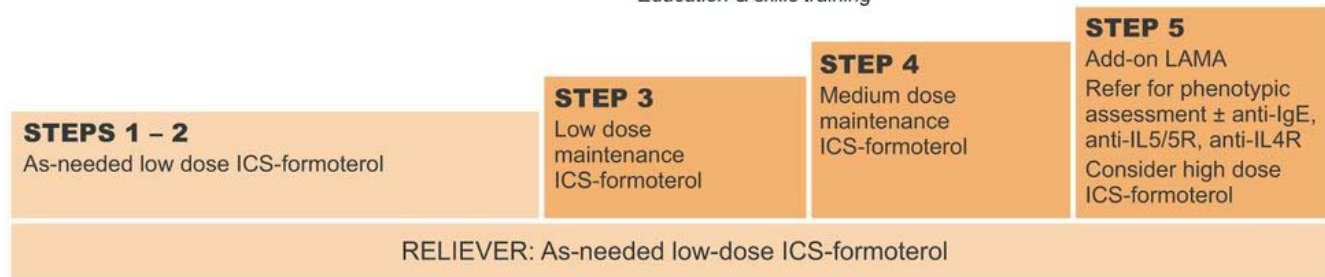 Education & skills training
STEPS 1 – 2
As-needed low dose ICS-formoterol
STEP 3
Low dose
maintenance
ICS-formoterol
STEP 4
Medium dose
maintenance
ICS-formoterol
STEP 5
Add-on LAMA
Refer for phenotypic
assessment ± anti-IgE,
anti-IL5/5R, anti-IL4R
Consider high dose
ICS-formoterol
RELIEVER: As-needed low-dose ICS-formoterol